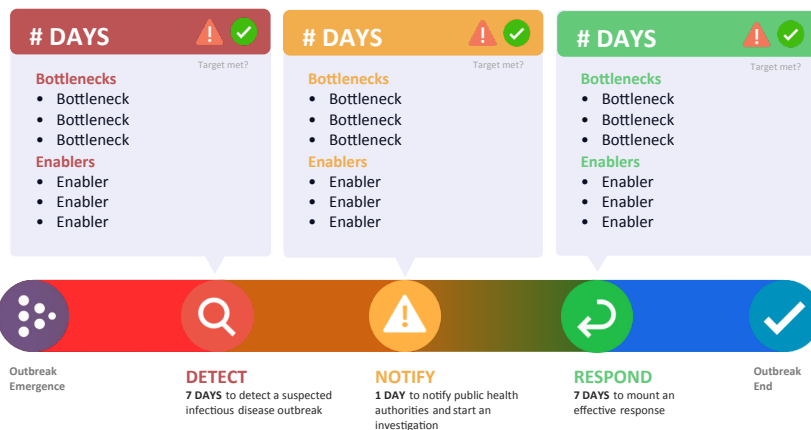 # DAYS
Target met?
Bottlenecks
• Bottleneck
• Bottleneck
• Bottleneck
Enablers
• Enabler
• Enabler
• Enabler
# DAYS
Target met?
Bottlenecks
• Bottleneck
• Bottleneck
• Bottleneck
Enablers
• Enabler
• Enabler
• Enabler
# DAYS
Target met?
Bottlenecks
• Bottleneck
• Bottleneck
• Bottleneck
Enablers
• Enabler
• Enabler
• Enabler
Outbreak
Emergence
DETECT
7 DAYS to detect a suspected
infectious disease outbreak
NOTIFY
1 DAY to notify public health
authorities and start an
investigation
RESPOND
7 DAYS to mount an
effective response
Outbreak
End